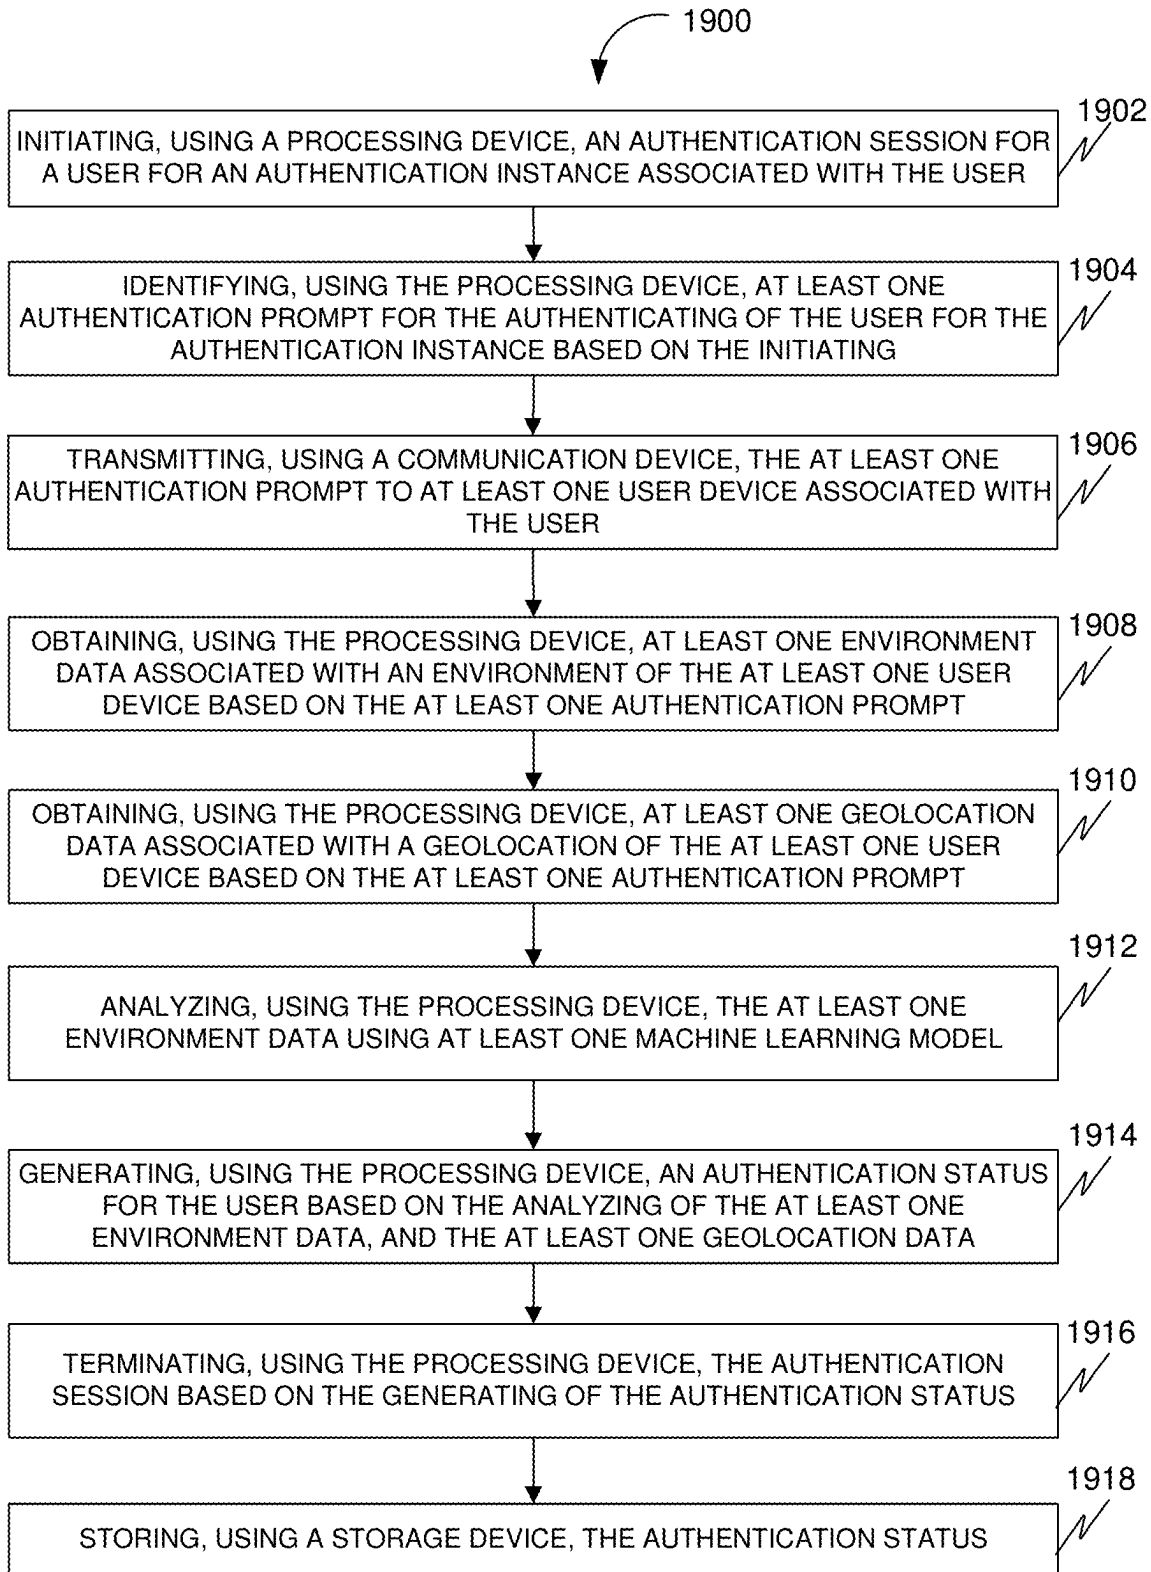 1900
1902
INITIATING, USING A PROCESSING DEVICE, AN AUTHENTICATION SESSION FOR
A USER FOR AN AUTHENTICATION INSTANCE ASSOCIATED WITH THE USER
1904
IDENTIFYING, USING THE PROCESSING DEVICE, AT LEAST ONE
AUTHENTICATION PROMPT FOR THE AUTHENTICATING OF THE USER FOR THE
AUTHENTICATION INSTANCE BASED ON THE INITIATING
1906
TRANSMITTING, USING A COMMUNICATION DEVICE, THE AT LEAST ONE
AUTHENTICATION PROMPT TO AT LEAST ONE USER DEVICE ASSOCIATED WITH
THE USER
1908
OBTAINING, USING THE PROCESSING DEVICE, AT LEAST ONE ENVIRONMENT
DATA ASSOCIATED WITH AN ENVIRONMENT OF THE AT LEAST ONE USER
DEVICE BASED ON THE AT LEAST ONE AUTHENTICATION PROMPT
1910
OBTAINING, USING THE PROCESSING DEVICE, AT LEAST ONE GEOLOCATION
DATA ASSOCIATED WITH A GEOLOCATION OF THE AT LEAST ONE USER
DEVICE BASED ON THE AT LEAST ONE AUTHENTICATION PROMPT
1912
ANALYZING, USING THE PROCESSING DEVICE, THE AT LEAST ONE
ENVIRONMENT DATA USING AT LEAST ONE MACHINE LEARNING MODEL
1914
GENERATING, USING THE PROCESSING DEVICE, AN AUTHENTICATION STATUS
FOR THE USER BASED ON THE ANALYZING OF THE AT LEAST ONE
ENVIRONMENT DATA, AND THE AT LEAST ONE GEOLOCATION DATA
1916
TERMINATING, USING THE PROCESSING DEVICE, THE AUTHENTICATION
SESSION BASED ON THE GENERATING OF THE AUTHENTICATION STATUS
1918
STORING, USING A STORAGE DEVICE, THE AUTHENTICATION STATUS